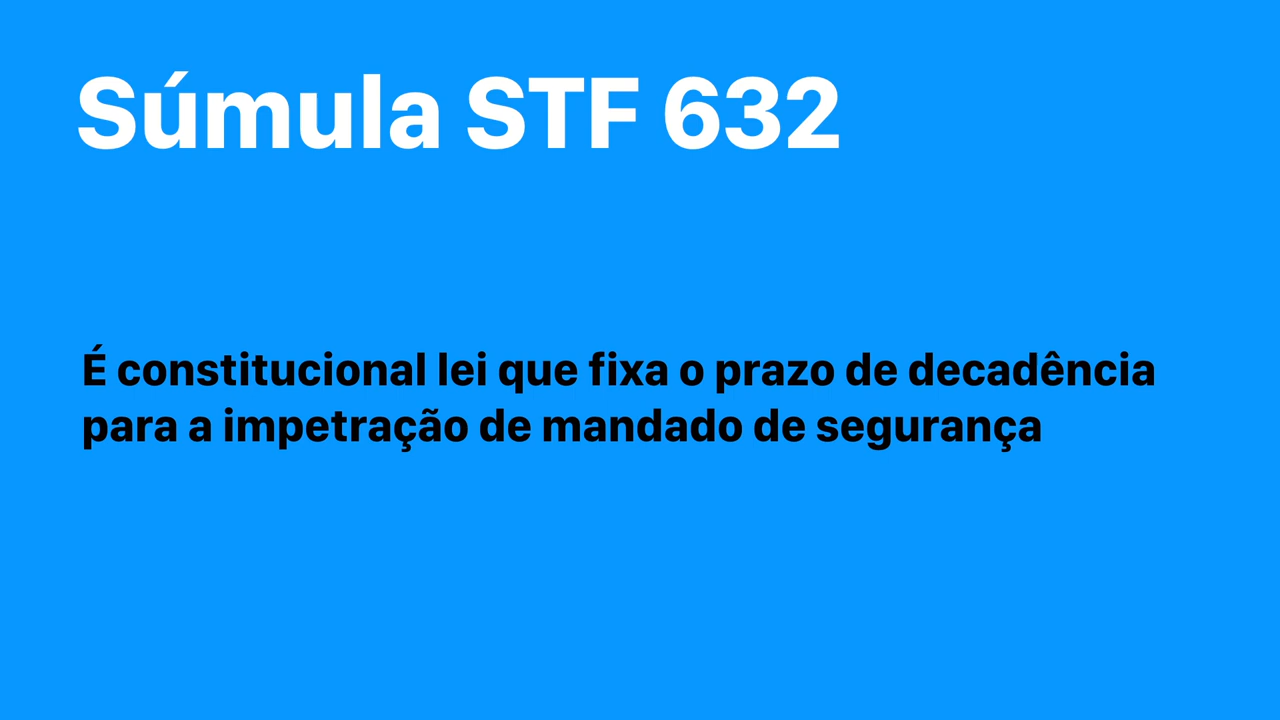 Súmula STF 632
É constitucional lei que fixa o prazo de decadência
para a impetração de mandado de segurança